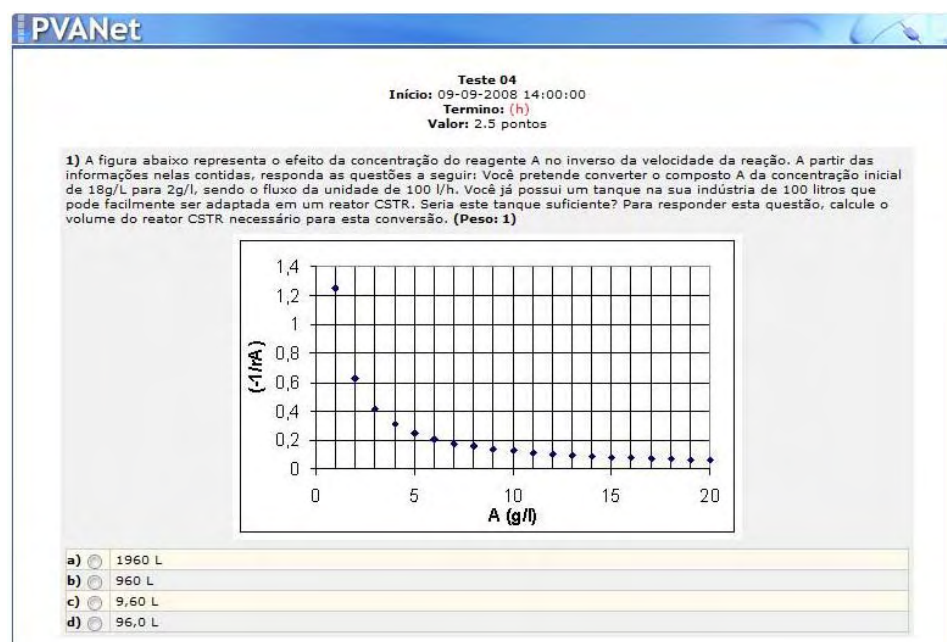 PVANet
Teste 04
Início: 09-09-2008 14:00:00
Termino: (h)
Valor: 2.5 pontos
1) A figura abaixo representa o efeito da concentração do reagente A no inverso da velocidade da reação. A partir das
informações nelas contidas, responda as questões a seguir: Você pretende converter o composto A da concentração inicial
de 18g/L para 2g/l, sendo o fluxo da unidade de 100 l/h. Você já possui um tanque na sua indústria de 100 litros que
pode facilmente ser adaptada em um reator CSTR. Seria este tanque suficiente? Para responder esta questão, calcule o
volume do reator CSTR necessário para esta conversão. (Peso: 1)
1,4
1,2
1
0,8
0,6
0,4
0,2
0
(-1/rA)
0 5 10 15 20
A (g/l)
a) 1960 L
b) 960 L
c) 9,60 L
d) 96,0 L